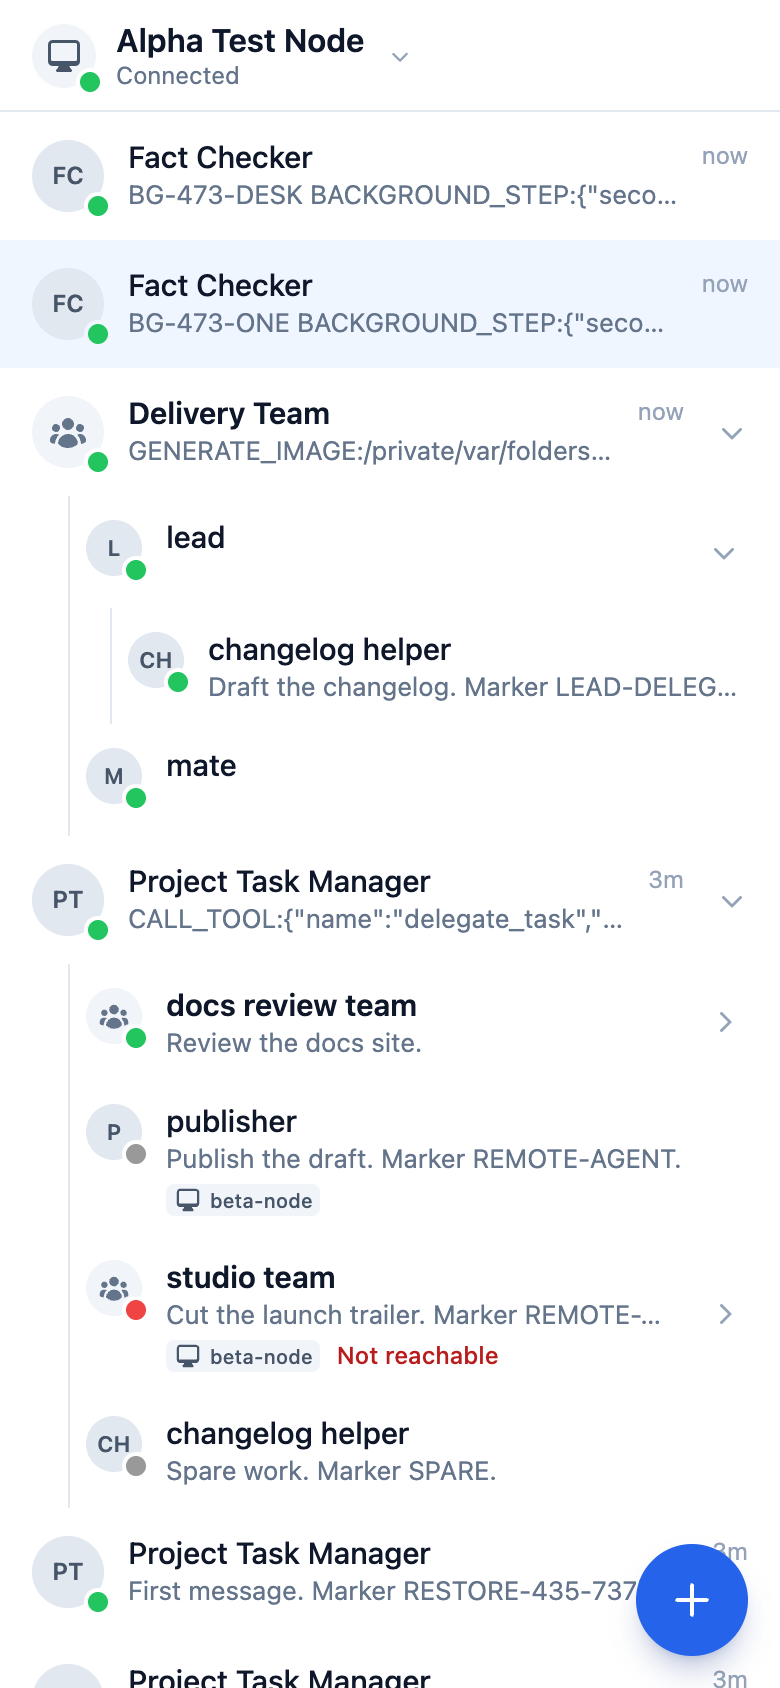 Alpha Test Node
Connected
FC
Fact Checker
now
BG-473-DESK BACKGROUND_STEP:{"seco...
FC
Fact Checker
now
BG-473-ONE BACKGROUND_STEP:{"seco...
Delivery Team
now
GENERATE_IMAGE:/private/var/folders...
L
lead
CH
changelog helper
Draft the changelog. Marker LEAD-DELEG...
M
mate
PT
Project Task Manager
3m
CALL_TOOL:{"name":"delegate_task","...
docs review team
Review the docs site.
P
publisher
Publish the draft. Marker REMOTE-AGENT.
beta-node
studio team
Cut the launch trailer. Marker REMOTE-...
beta-node
Not reachable
CH
changelog helper
Spare work. Marker SPARE.
PT
Project Task Manager
3m
First message. Marker RESTORE-435-737
Project Task Manager
3m